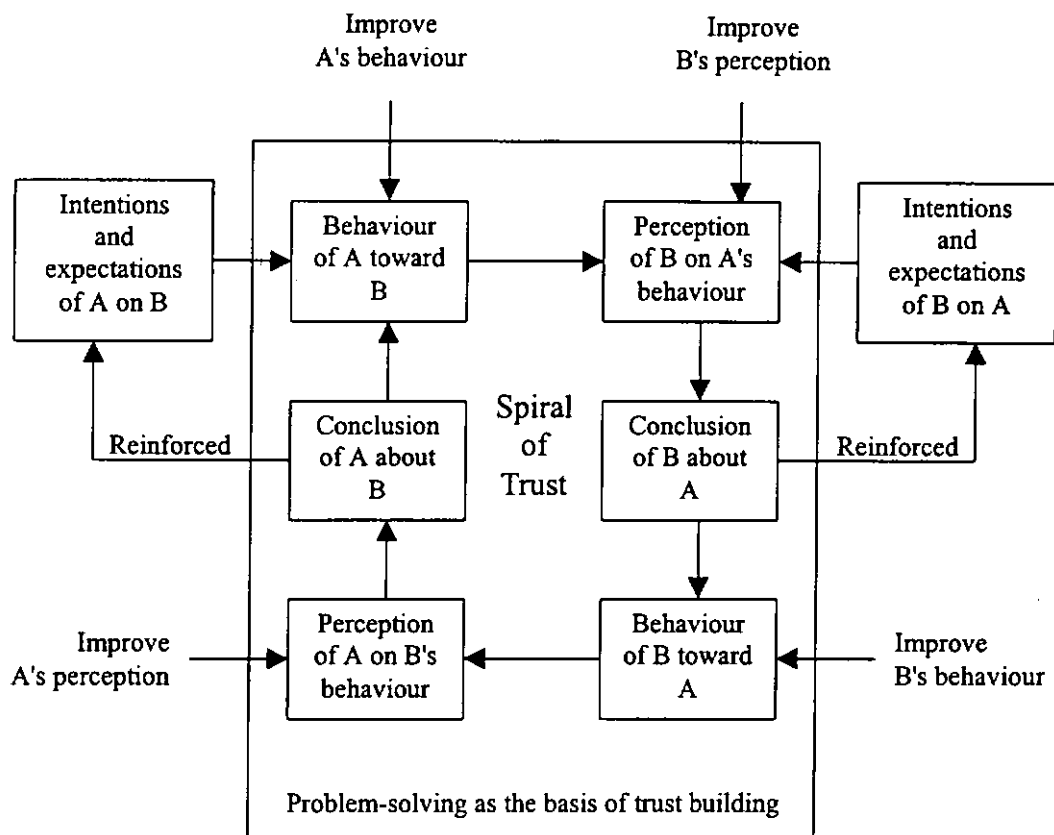 Improve
A's behaviour
Improve
B's perception
Intentions
and
expectations
of A on B
Behaviour
of A toward
B
Perception
of B on A's
behaviour
Intentions
and
expectations
of B on A
Reinforced
Conclusion
of A about
B
Spiral
of
Trust
Conclusion
of B about
A
Reinforced
Improve
A's perception
Perception
of A on B's
behaviour
Behaviour
of B toward
A
Improve
B's behaviour
Problem-solving as the basis of trust building